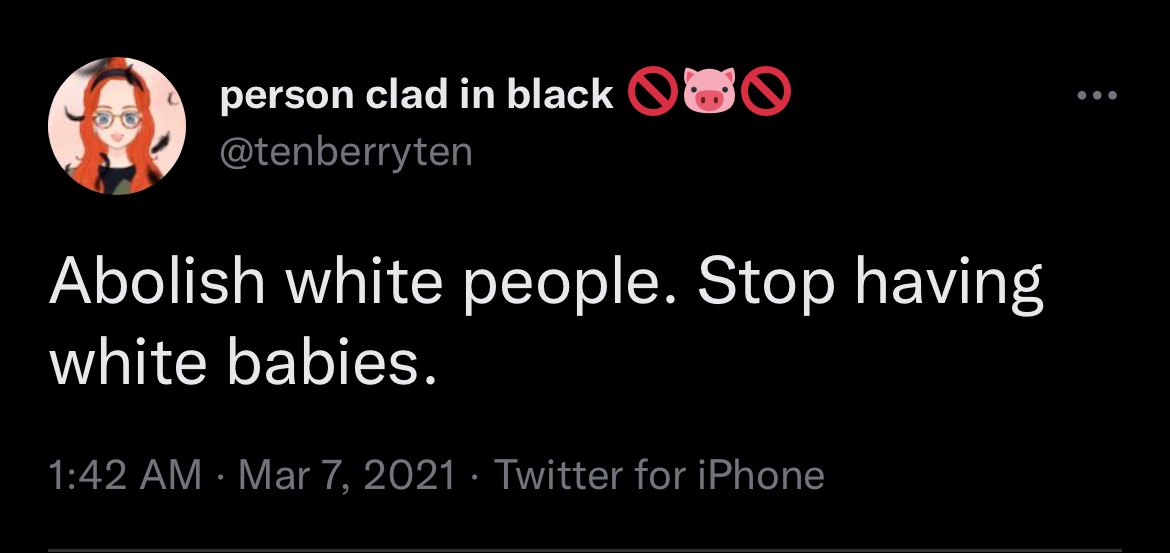 person clad in black 🚫🐷🚫
@tenberryten
Abolish white people. Stop having
white babies.
1:42 AM · Mar 7, 2021 · Twitter for iPhone